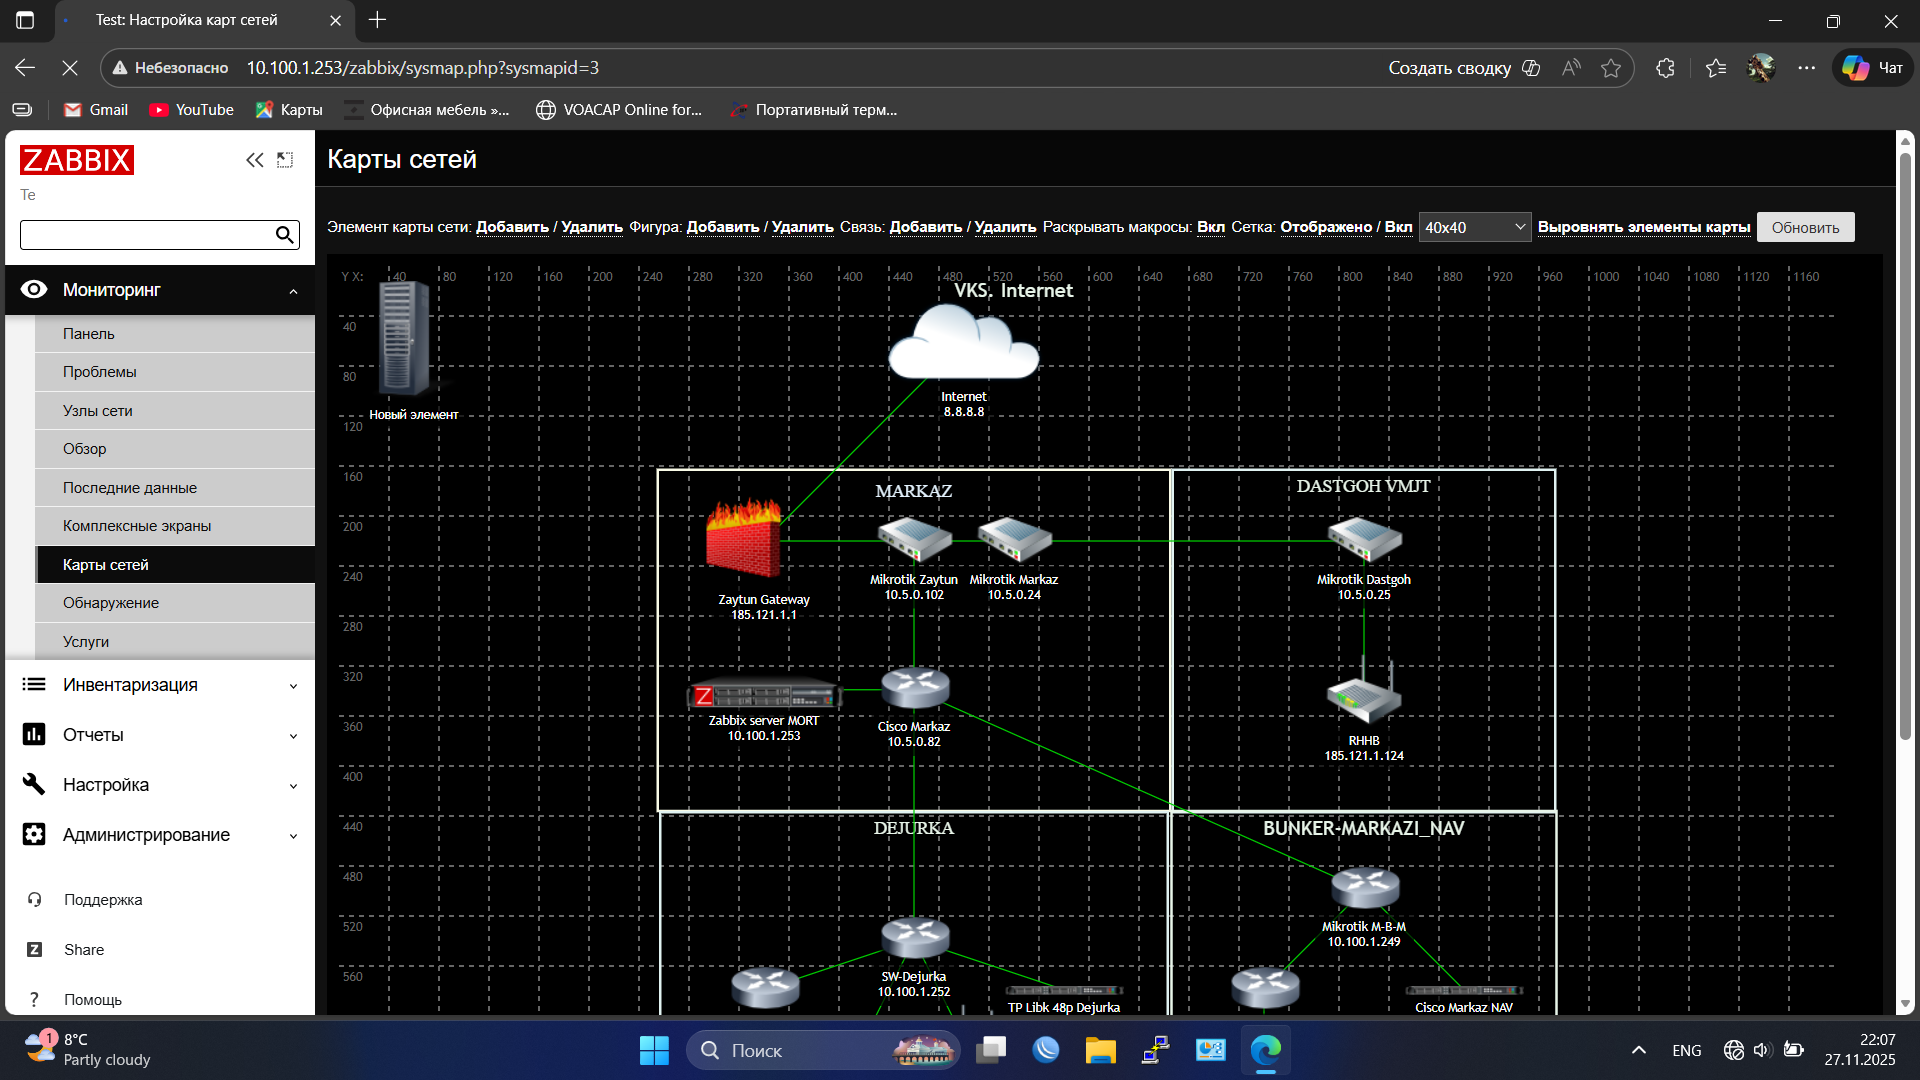 Test: Настройка карт сетей
Небезопасно 10.100.1.253/zabbix/sysmap.php?sysmapid=3 Создать сводку Чат
Gmail YouTube Карты Офисная мебель »... VOACAP Online for... Портативный терм...
ZABBIX
Te
Мониторинг
Панель
Проблемы
Узлы сети
Обзор
Последние данные
Комплексные экраны
Карты сетей
Обнаружение
Услуги
Инвентаризация
Отчеты
Настройка
Администрирование
Поддержка
Z Share
? Помощь
Карты сетей
Элемент карты сети: Добавить / Удалить Фигура: Добавить / Удалить Связь: Добавить / Удалить Раскрывать макросы: Вкл Сетка: Отображено / Вкл 40x40 Выровнять элементы карты Обновить
Y X: 40 80 120 160 200 240 280 320 360 400 440 480 520 560 600 640 680 720 760 800 840 880 920 960 1000 1040 1080 1120 1160
40
80
120
160
200
240
280
320
360
400
440
480
520
560
VKS. Internet
Internet
8.8.8.8
Новый элемент
MARKAZ
DASTGOH VMJT
Zaytun Gateway
185.121.1.1
Mikrotik Zaytun
10.5.0.102
Mikrotik Markaz
10.5.0.24
Mikrotik Dastgoh
10.5.0.25
Z
Zabbix server MORT
10.100.1.253
Cisco Markaz
10.5.0.82
RHHB
185.121.1.124
DEJURKA
BUNKER-MARKAZI_NAV
SW-Dejurka
10.100.1.252
TP Libk 48p Dejurka
Mikrotik M-B-M
10.100.1.249
Cisco Markaz NAV
1
8°C
Partly cloudy
Поиск
ENG
22:07
27.11.2025